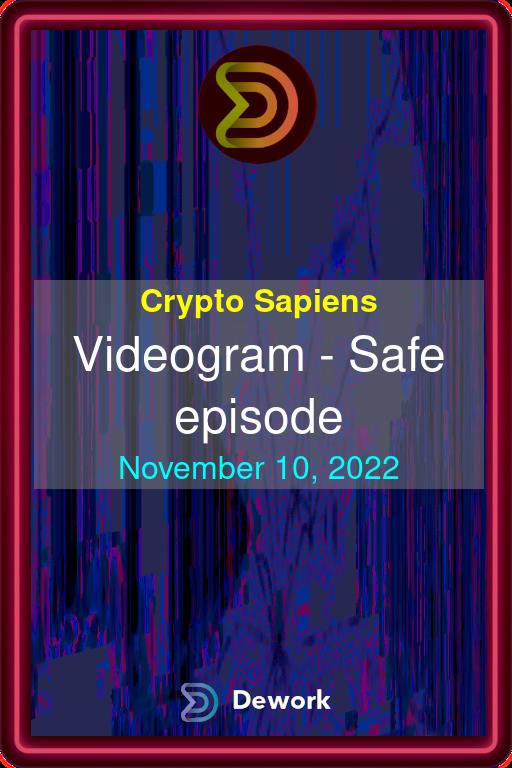 Crypto Sapiens
Videogram - Safe
episode
November 10, 2022
Dework